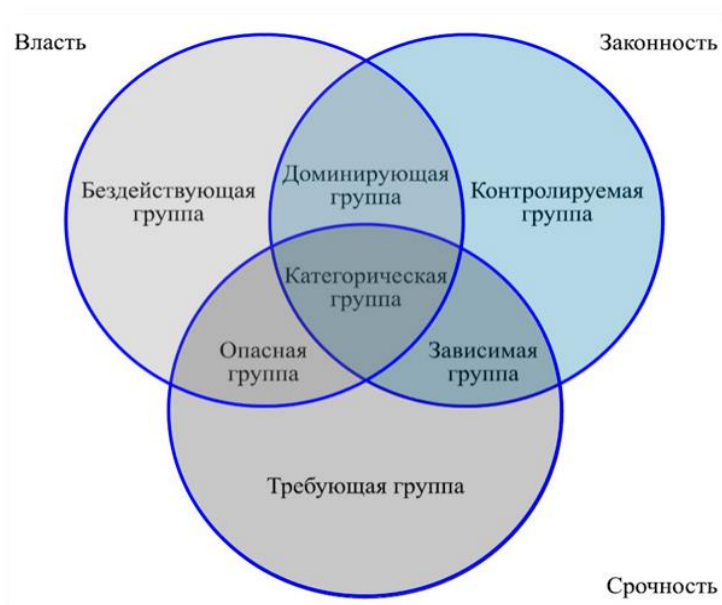 Власть
Законность
Бездействующая
группа
Доминирующая
группа
Контролируемая
группа
Категорическая
группа
Опасная
группа
Зависимая
группа
Требующая группа
Срочность